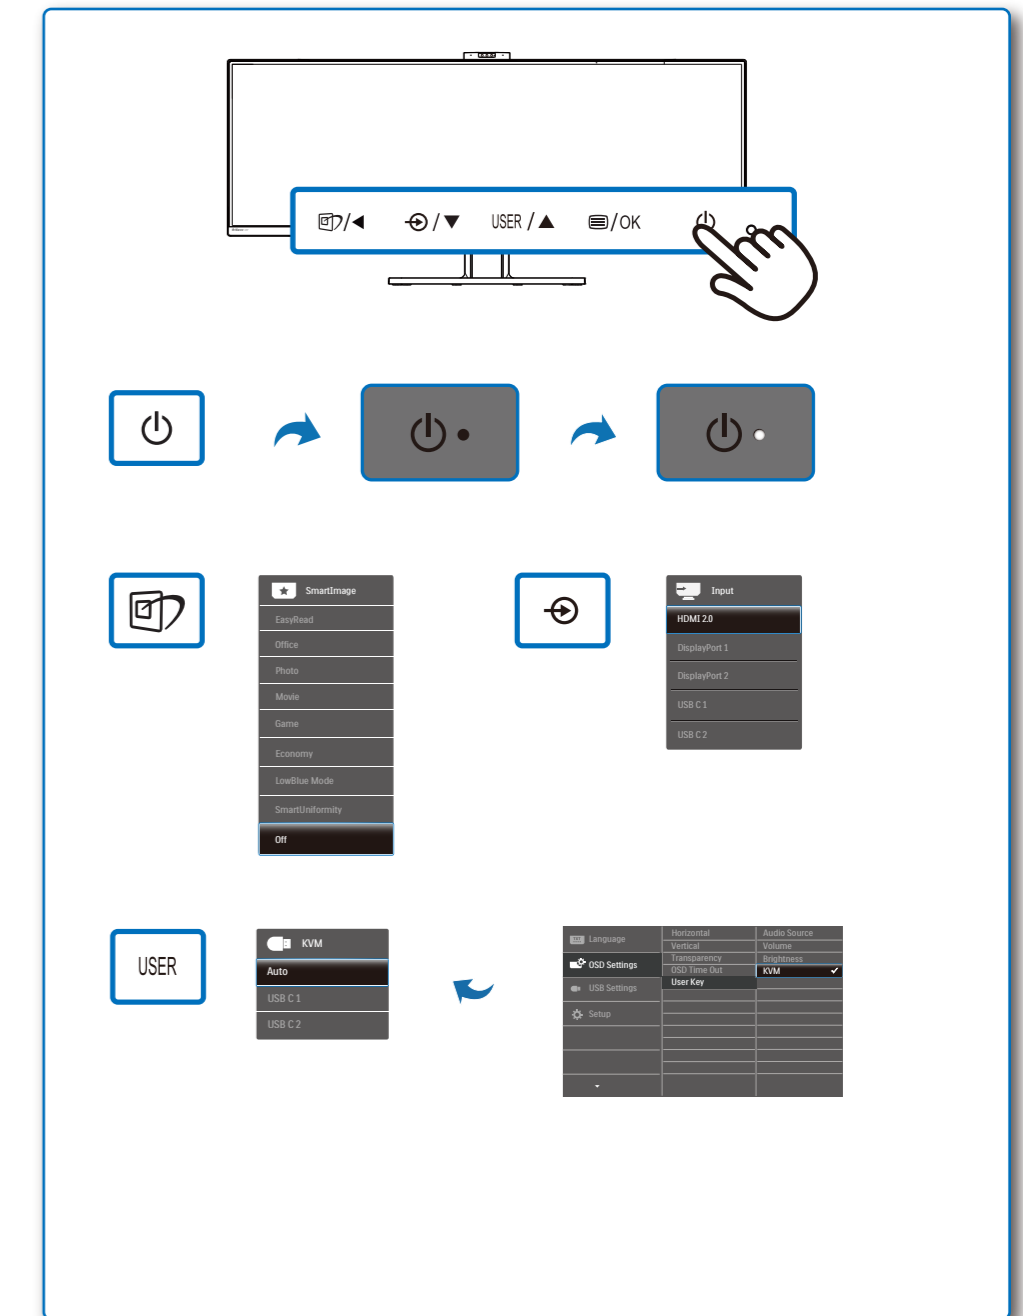 USER
OK
SmartImage
EasyRead
Office
Photo
Movie
Game
Economy
LowBlue Mode
SmartUniformity
Off
Input
HDMI 2.0
DisplayPort 1
DisplayPort 2
USB C 1
USB C 2
USER
KVM
Auto
USB C 1
USB C 2
Language
OSD Settings
USB Settings
Setup
Horizontal
Vertical
Transparency
OSD Time Out
User Key
Audio Source
Volume
Brightness
KVM